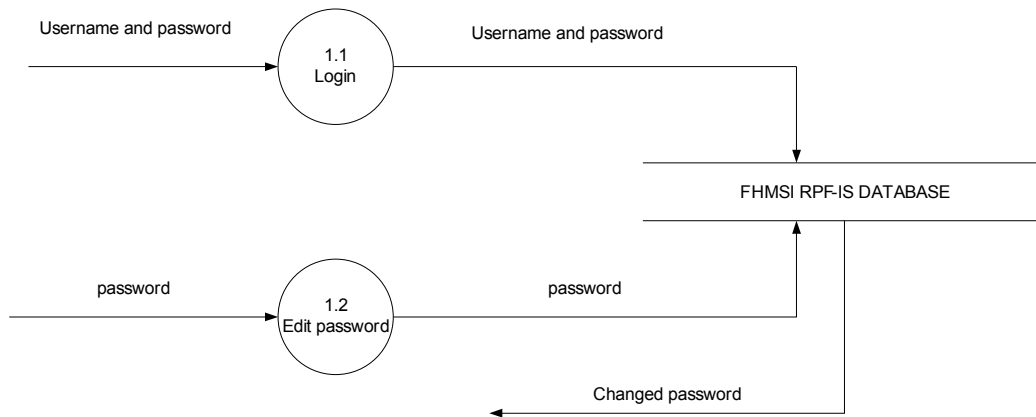 Username and password
1.1
Login
Username and password
FHMSI RPF-IS DATABASE
password
1.2
Edit password
password
Changed password